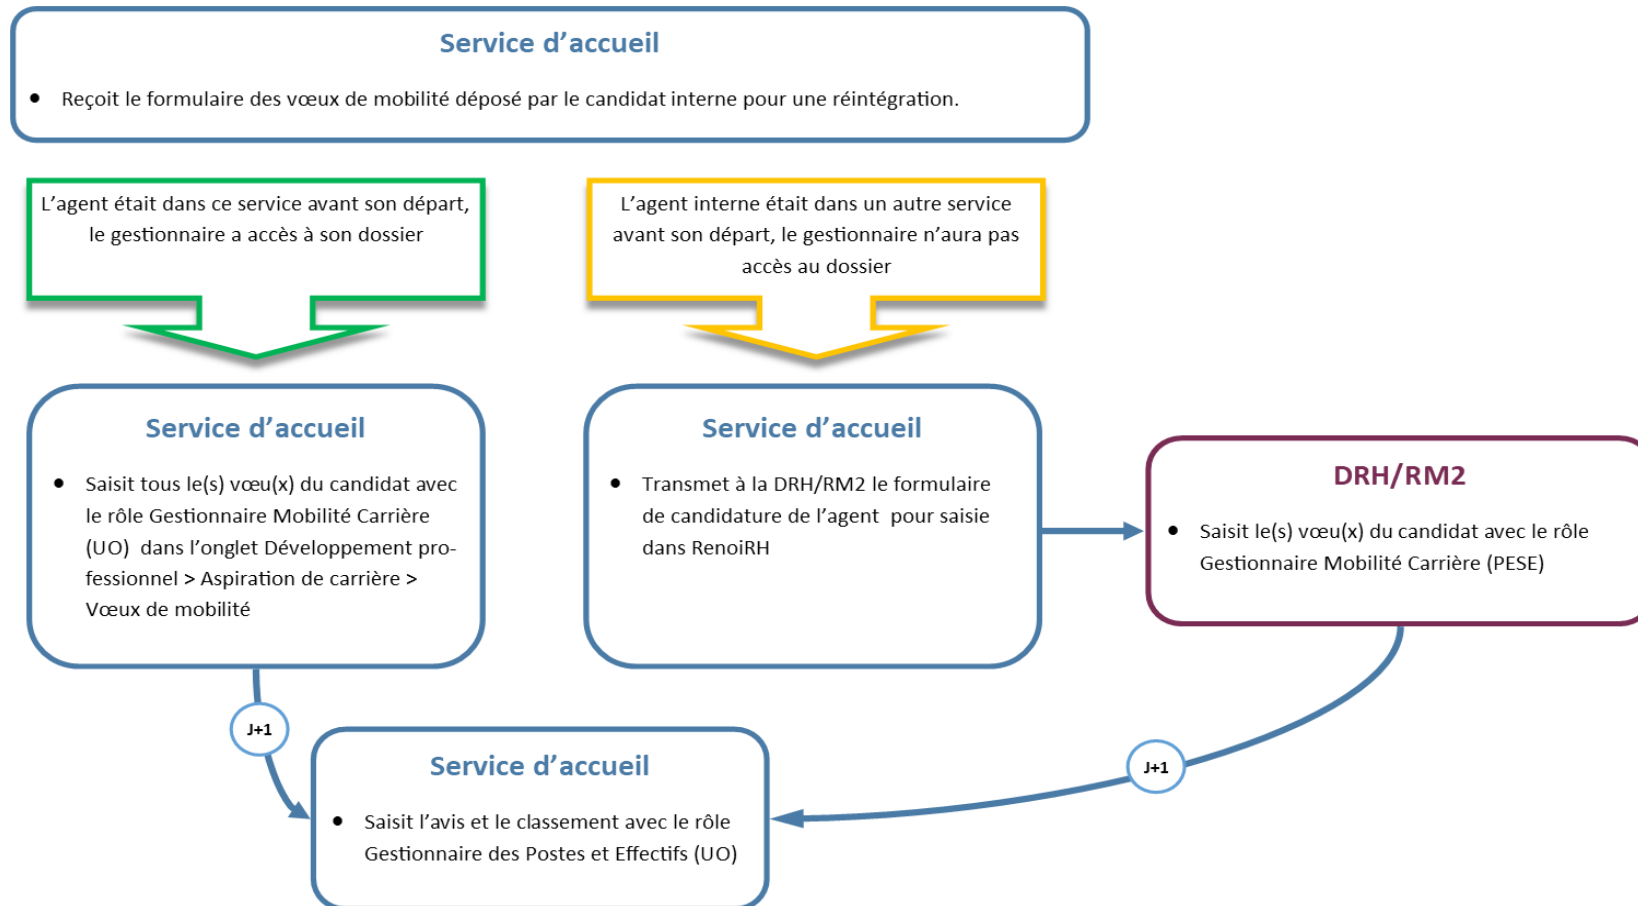 Service d’accueil
• Reçoit le formulaire des vœux de mobilité déposé par le candidat interne pour une réintégration.
L’agent était dans ce service avant son départ,
le gestionnaire a accès à son dossier
L’agent interne était dans un autre service
avant son départ, le gestionnaire n’aura pas
accès au dossier
Service d’accueil
• Saisit tous le(s) vœu(x) du candidat avec
le rôle Gestionnaire Mobilité Carrière
(UO) dans l’onglet Développement pro-
fessionnel > Aspiration de carrière >
Vœux de mobilité
Service d’accueil
• Transmet à la DRH/RM2 le formulaire
de candidature de l’agent pour saisie
dans RenoiRH
DRH/RM2
• Saisit le(s) vœu(x) du candidat avec le rôle
Gestionnaire Mobilité Carrière (PESE)
J+1
J+1
Service d’accueil
• Saisit l’avis et le classement avec le rôle
Gestionnaire des Postes et Effectifs (UO)